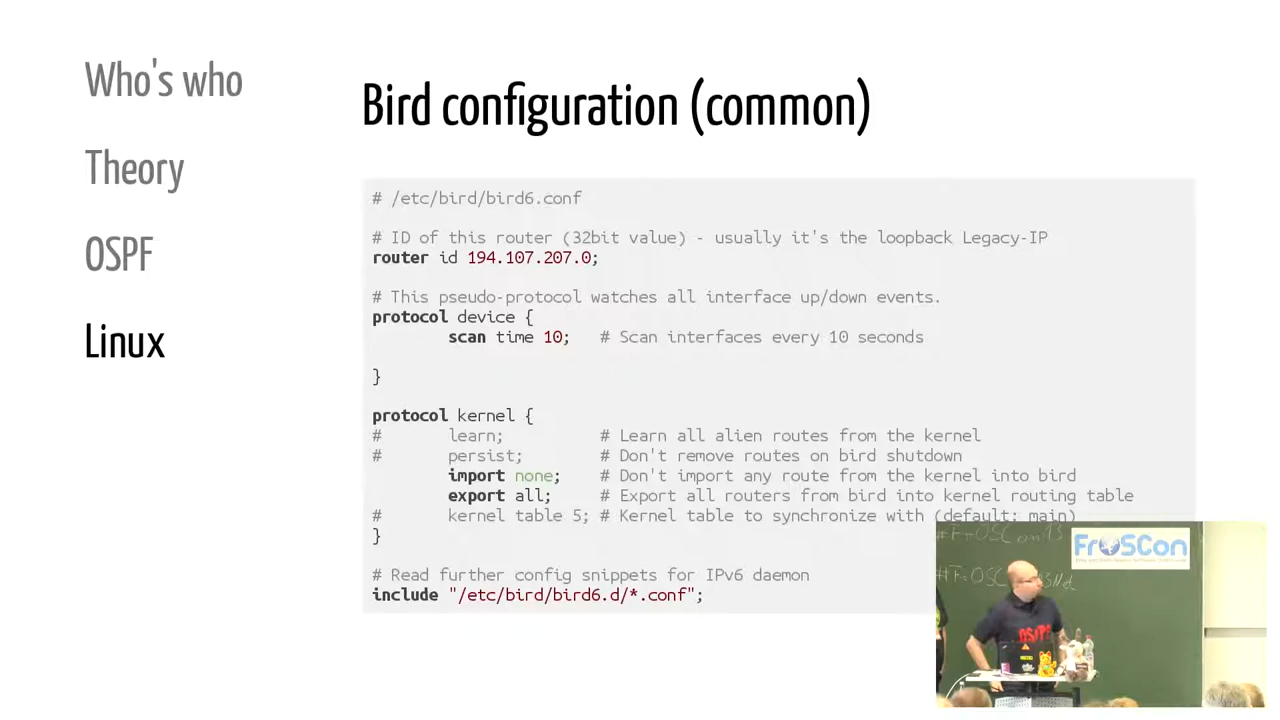 Who's who
Theory
OSPF
Linux
Bird configuration (common)
# /etc/bird/bird6.conf
# ID of this router (32bit value) - usually it's the loopback Legacy-IP
router id 194.107.207.0;
# This pseudo-protocol watches all interface up/down events.
protocol device {
scan time 10; # Scan interfaces every 10 seconds
}
protocol kernel {
# learn; # Learn all alien routes from the kernel
# persist; # Don't remove routes on bird shutdown
import none; # Don't import any route from the kernel into bird
export all; # Export all routers from bird into kernel routing table
# kernel table 5; # Kernel table to synchronize with (default: main)
}
# Read further config snippets for IPv6 daemon
include "/etc/bird/bird6.d/*.conf";
FrOSCon